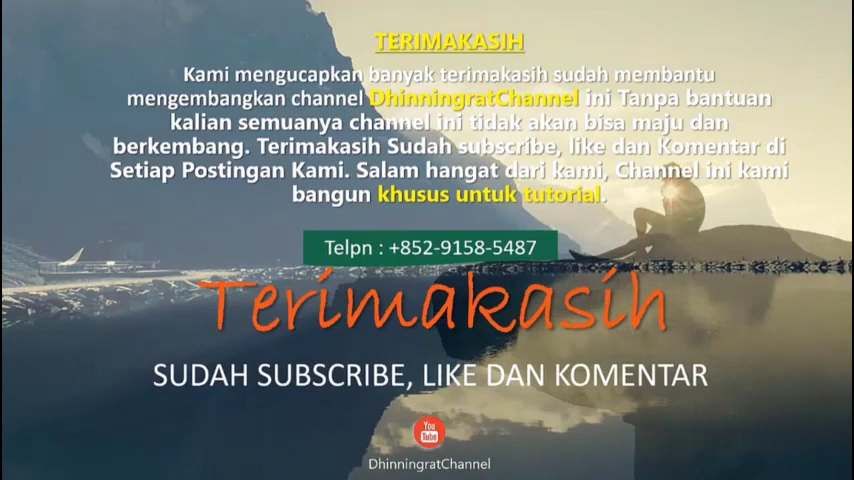 TERIMAKASIH
Kami mengucapkan banyak terimakasih sudah membantu
mengembangkan channel DhinningratChannel ini Tanpa bantuan
kalian semuanya channel ini tidak akan bisa maju dan
berkembang. Terimakasih Sudah subscribe, like dan Komentar di
Setiap Postingan Kami. Salam hangat dari kami, Channel ini kami
bangun khusus untuk tutorial.
Telpn : +852-9158-5487
Terimakasih
SUDAH SUBSCRIBE, LIKE DAN KOMENTAR
You
Tube
DhinningratChannel